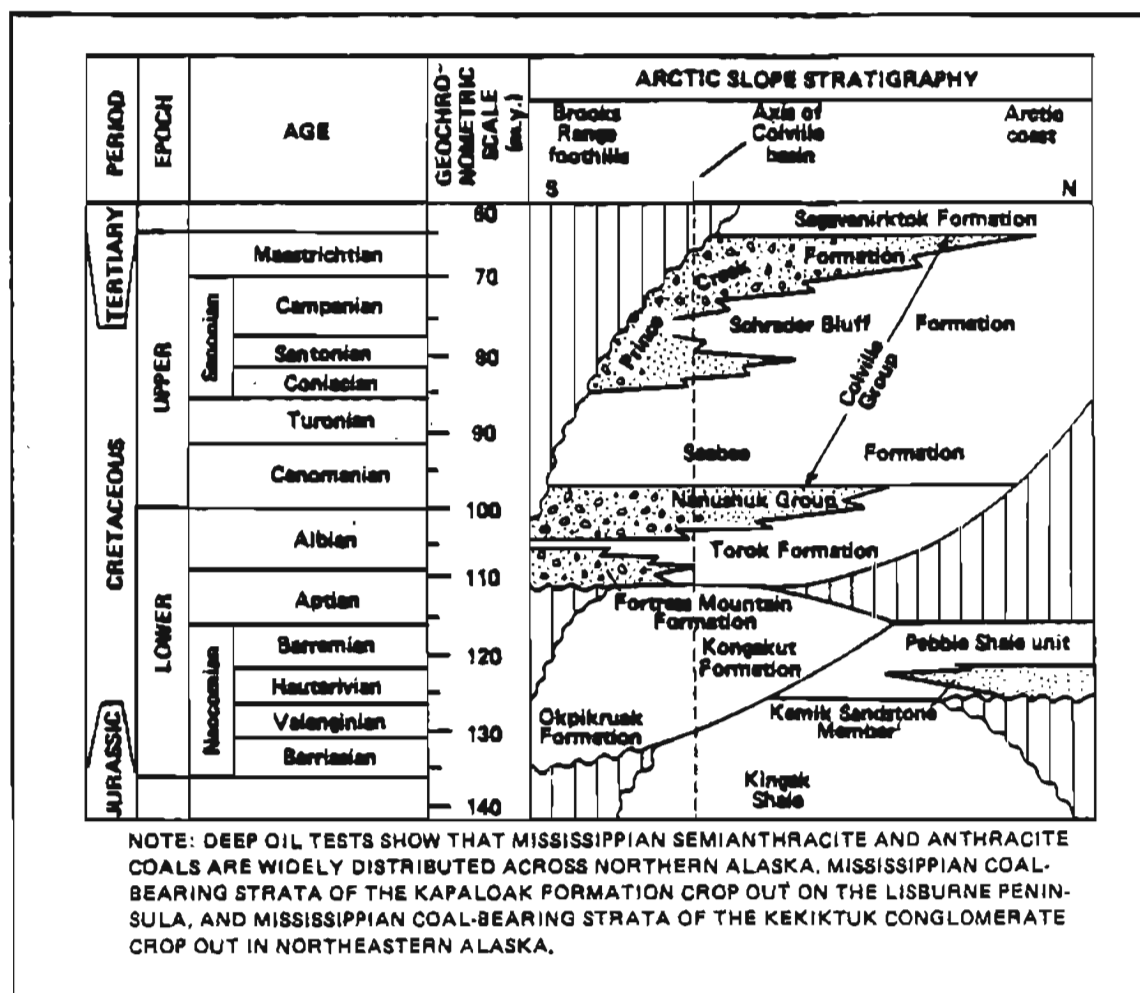 ARCTIC SLOPE STRATIGRAPHY
PERIOD
EPOCH
AGE
GEOCHRO-
NOMETRIC
SCALE
(m.y.)
Brooks
Range
foothills
Axis of
Colville
basin
Arctic
coast
S
N
TERTIARY
CRETACEOUS
JURASSIC
UPPER
LOWER
Senonian
Neocomian
Maestrichtian
Campanian
Santonian
Coniacian
Turonian
Cenomanian
Albian
Aptian
Barremian
Hauterivian
Valanginian
Berriasian
60
70
80
90
100
110
120
130
140
Sagavanirktok Formation
Prince Creek Formation
Schrader Bluff Formation
Colville
Group
Seabee Formation
Nanushuk Group
Torok Formation
Fortress Mountain
Formation
Kongakut
Formation
Pebble Shale unit
Okpikruak
Formation
Kemik Sandstone
Member
Kingak
Shale
NOTE: DEEP OIL TESTS SHOW THAT MISSISSIPPIAN SEMIANTHRACITE AND ANTHRACITE
COALS ARE WIDELY DISTRIBUTED ACROSS NORTHERN ALASKA. MISSISSIPPIAN COAL-
BEARING STRATA OF THE KAPALOAK FORMATION CROP OUT ON THE LISBURNE PENIN-
SULA, AND MISSISSIPPIAN COAL-BEARING STRATA OF THE KEKIKTUK CONGLOMERATE
CROP OUT IN NORTHEASTERN ALASKA.